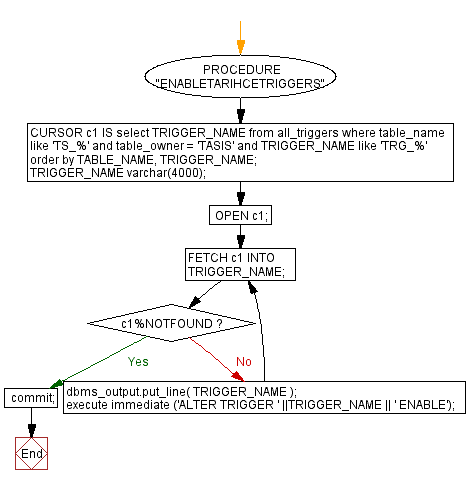 PROCEDURE
"ENABLETARIHCETRIGGERS"
CURSOR c1 IS select TRIGGER_NAME from all_triggers where table_name
like 'TS_%' and table_owner = 'TASIS' and TRIGGER_NAME like 'TRG_%'
order by TABLE_NAME, TRIGGER_NAME;
TRIGGER_NAME varchar(4000);
OPEN c1;
FETCH c1 INTO
TRIGGER_NAME;
c1%NOTFOUND ?
Yes
No
commit;
dbms_output.put_line( TRIGGER_NAME );
execute immediate ('ALTER TRIGGER ' ||TRIGGER_NAME || ' ENABLE');
End